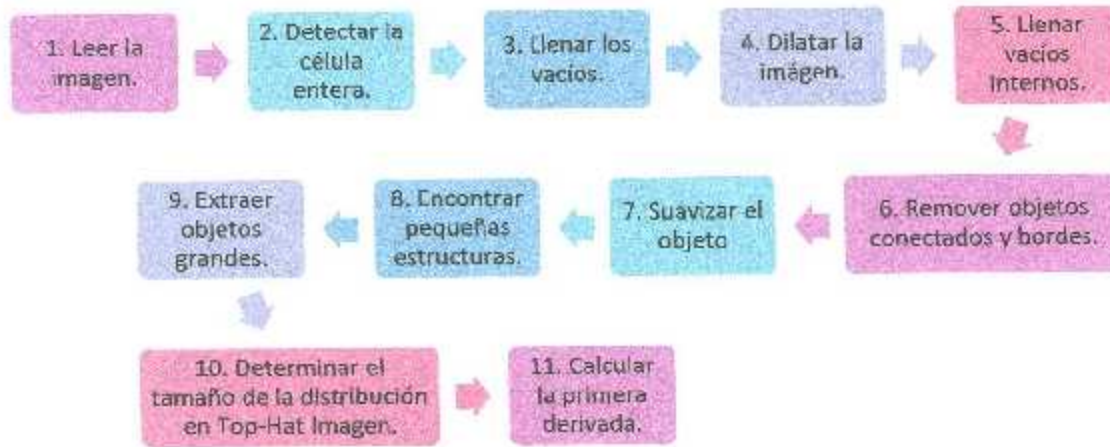 1. Leer la
imagen.
2. Detectar la
célula
entera.
3. Llenar los
vacíos.
4. Dilatar la
imágen.
5. Llenar
vacíos
internos.
6. Remover objetos
conectados y bordes.
7. Suavizar el
objeto
8. Encontrar
pequeñas
estructuras.
9. Extraer
objetos
grandes.
10. Determinar el
tamaño de la distribución
en Top-Hat Imagen.
11. Calcular
la primera
derivada.